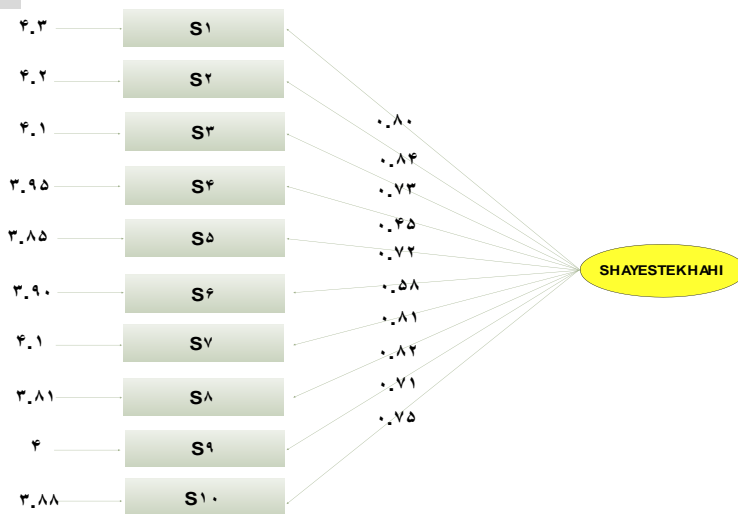 ۴.۳ S۱
۴.۲ S۲
۰.۸۰
۴.۱ S۳
۰.۸۴
۳.۹۵ S۴ ۰.۷۳
۰.۴۵
۳.۸۵ S۵
۰.۷۲
SHAYESTEKHAHI
۳.۹۰ S۶ ۰.۵۸
۰.۸۱
۴.۱ S۷
۰.۸۲
۳.۸۱ S۸ ۰.۷۱
۰.۷۵
۴ S۹
۳.۸۸ S۱۰